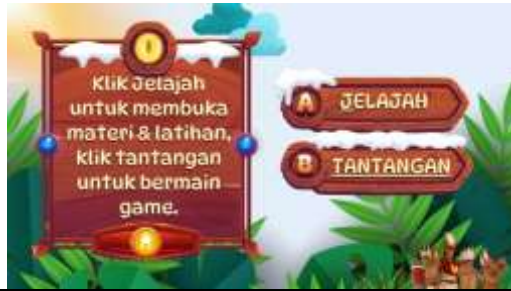 Klik Jelajah
untuk membuka
materi & latihan,
klik tantangan
untuk bermain
game.
A JELAJAH
B TANTANGAN